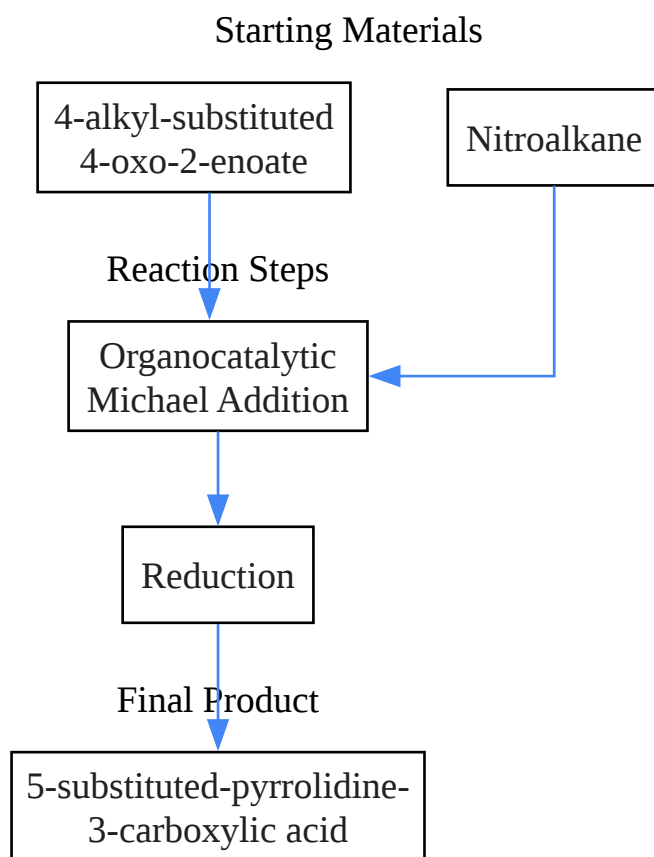 Starting Materials
4-alkyl-substituted
4-oxo-2-enoate
Nitroalkane
Reaction Steps
Organocatalytic
Michael Addition
Reduction
Final Product
5-substituted-pyrrolidine-
3-carboxylic acid